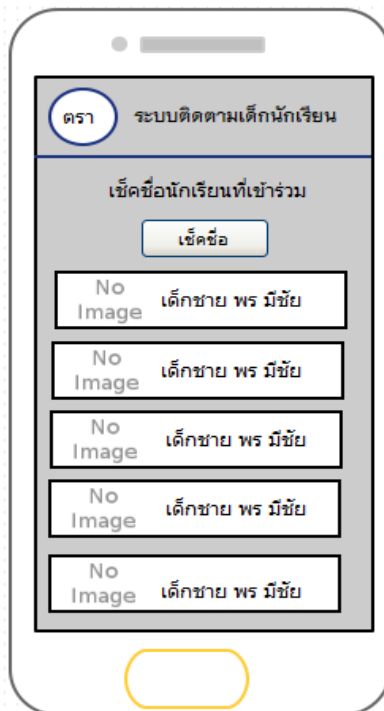 ตรา
ระบบติดตามเด็กนักเรียน
เช็คชื่อนักเรียนที่เข้าร่วม
เช็คชื่อ
No
Image
เด็กชาย พร มีชัย
No
Image
เด็กชาย พร มีชัย
No
Image
เด็กชาย พร มีชัย
No
Image
เด็กชาย พร มีชัย
No
Image
เด็กชาย พร มีชัย